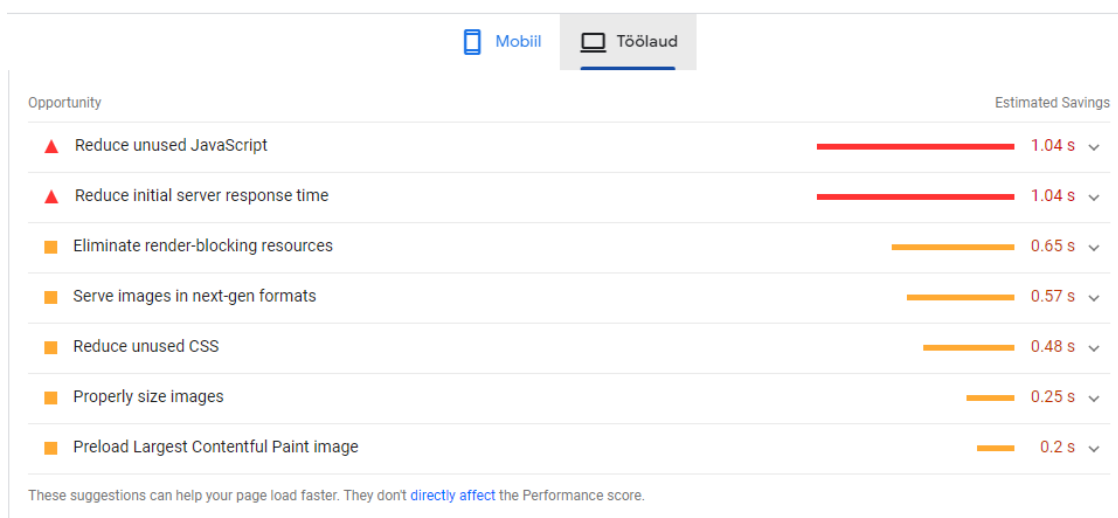 Mobiil Töölaud
Opportunity Estimated Savings
Reduce unused JavaScript 1.04 s
Reduce initial server response time 1.04 s
Eliminate render-blocking resources 0.65 s
Serve images in next-gen formats 0.57 s
Reduce unused CSS 0.48 s
Properly size images 0.25 s
Preload Largest Contentful Paint image 0.2 s
These suggestions can help your page load faster. They don't directly affect the Performance score.